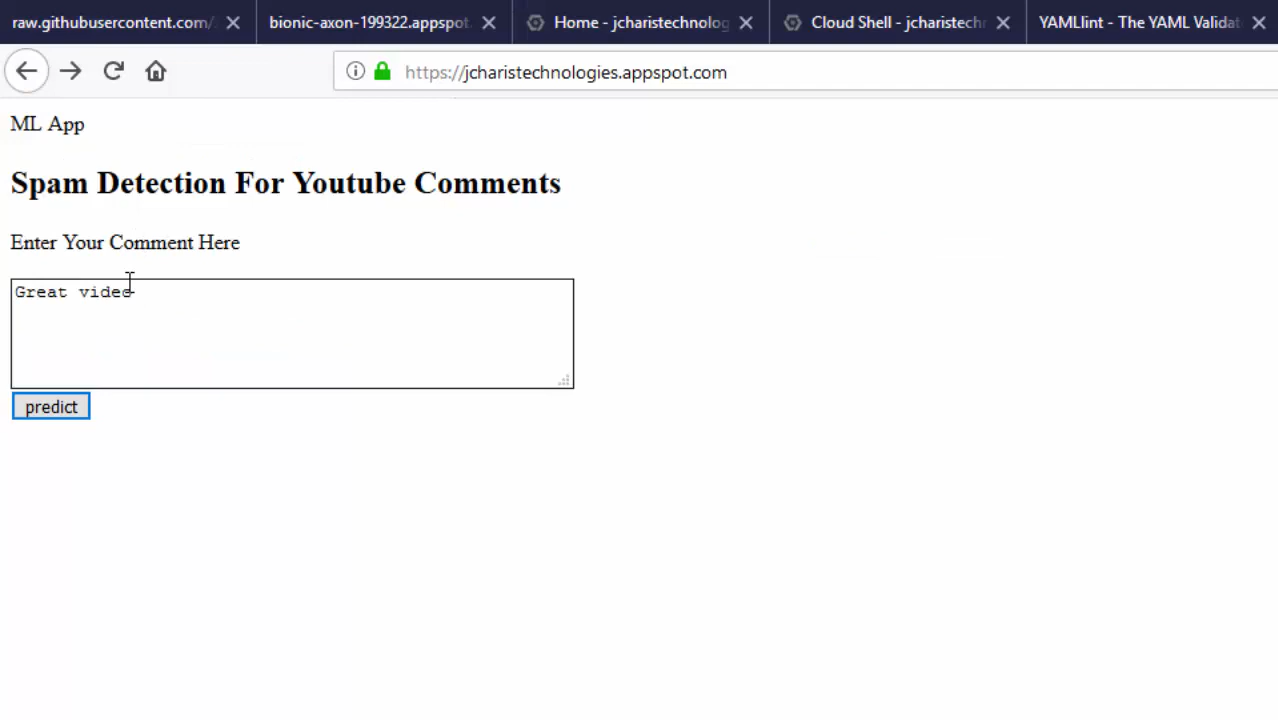 raw.githubusercontent.com/
bionic-axon-199322.appspot.
Home - jcharistechnolog
Cloud Shell - jcharistech
YAMLlint - The YAML Validat
https://jcharistechnologies.appspot.com
ML App
Spam Detection For Youtube Comments
Enter Your Comment Here
Great video
predict